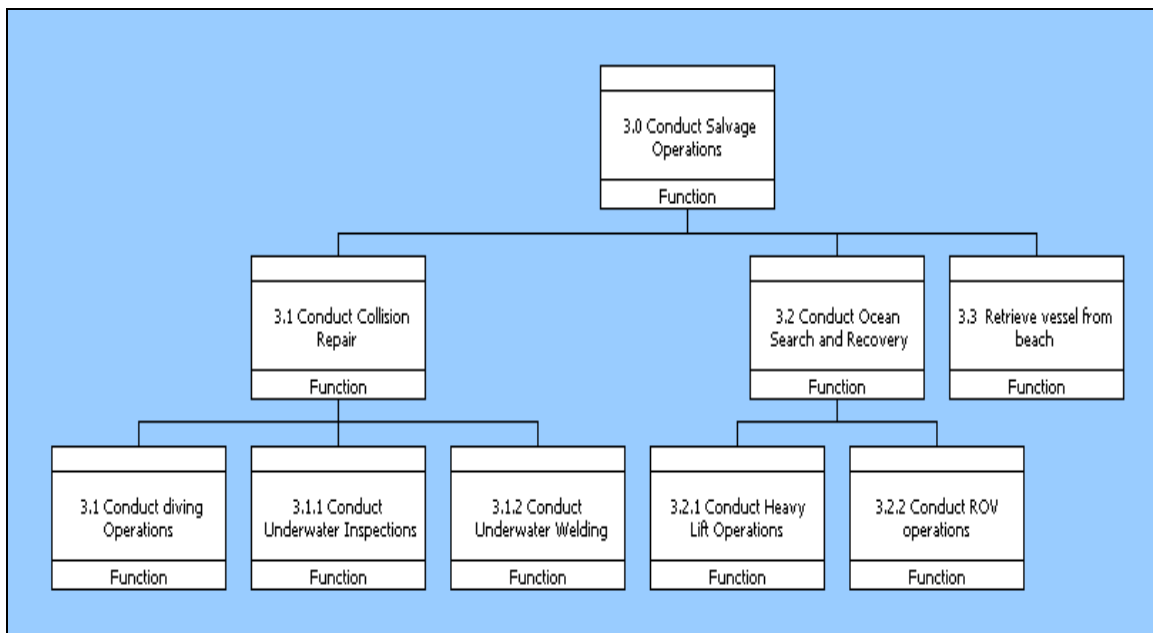 3.0 Conduct Salvage
Operations
Function
3.1 Conduct Collision
Repair
Function
3.2 Conduct Ocean
Search and Recovery
Function
3.3 Retrieve vessel from
beach
Function
3.1 Conduct diving
Operations
Function
3.1.1 Conduct
Underwater Inspections
Function
3.1.2 Conduct
Underwater Welding
Function
3.2.1 Conduct Heavy
Lift Operations
Function
3.2.2 Conduct ROV
operations
Function